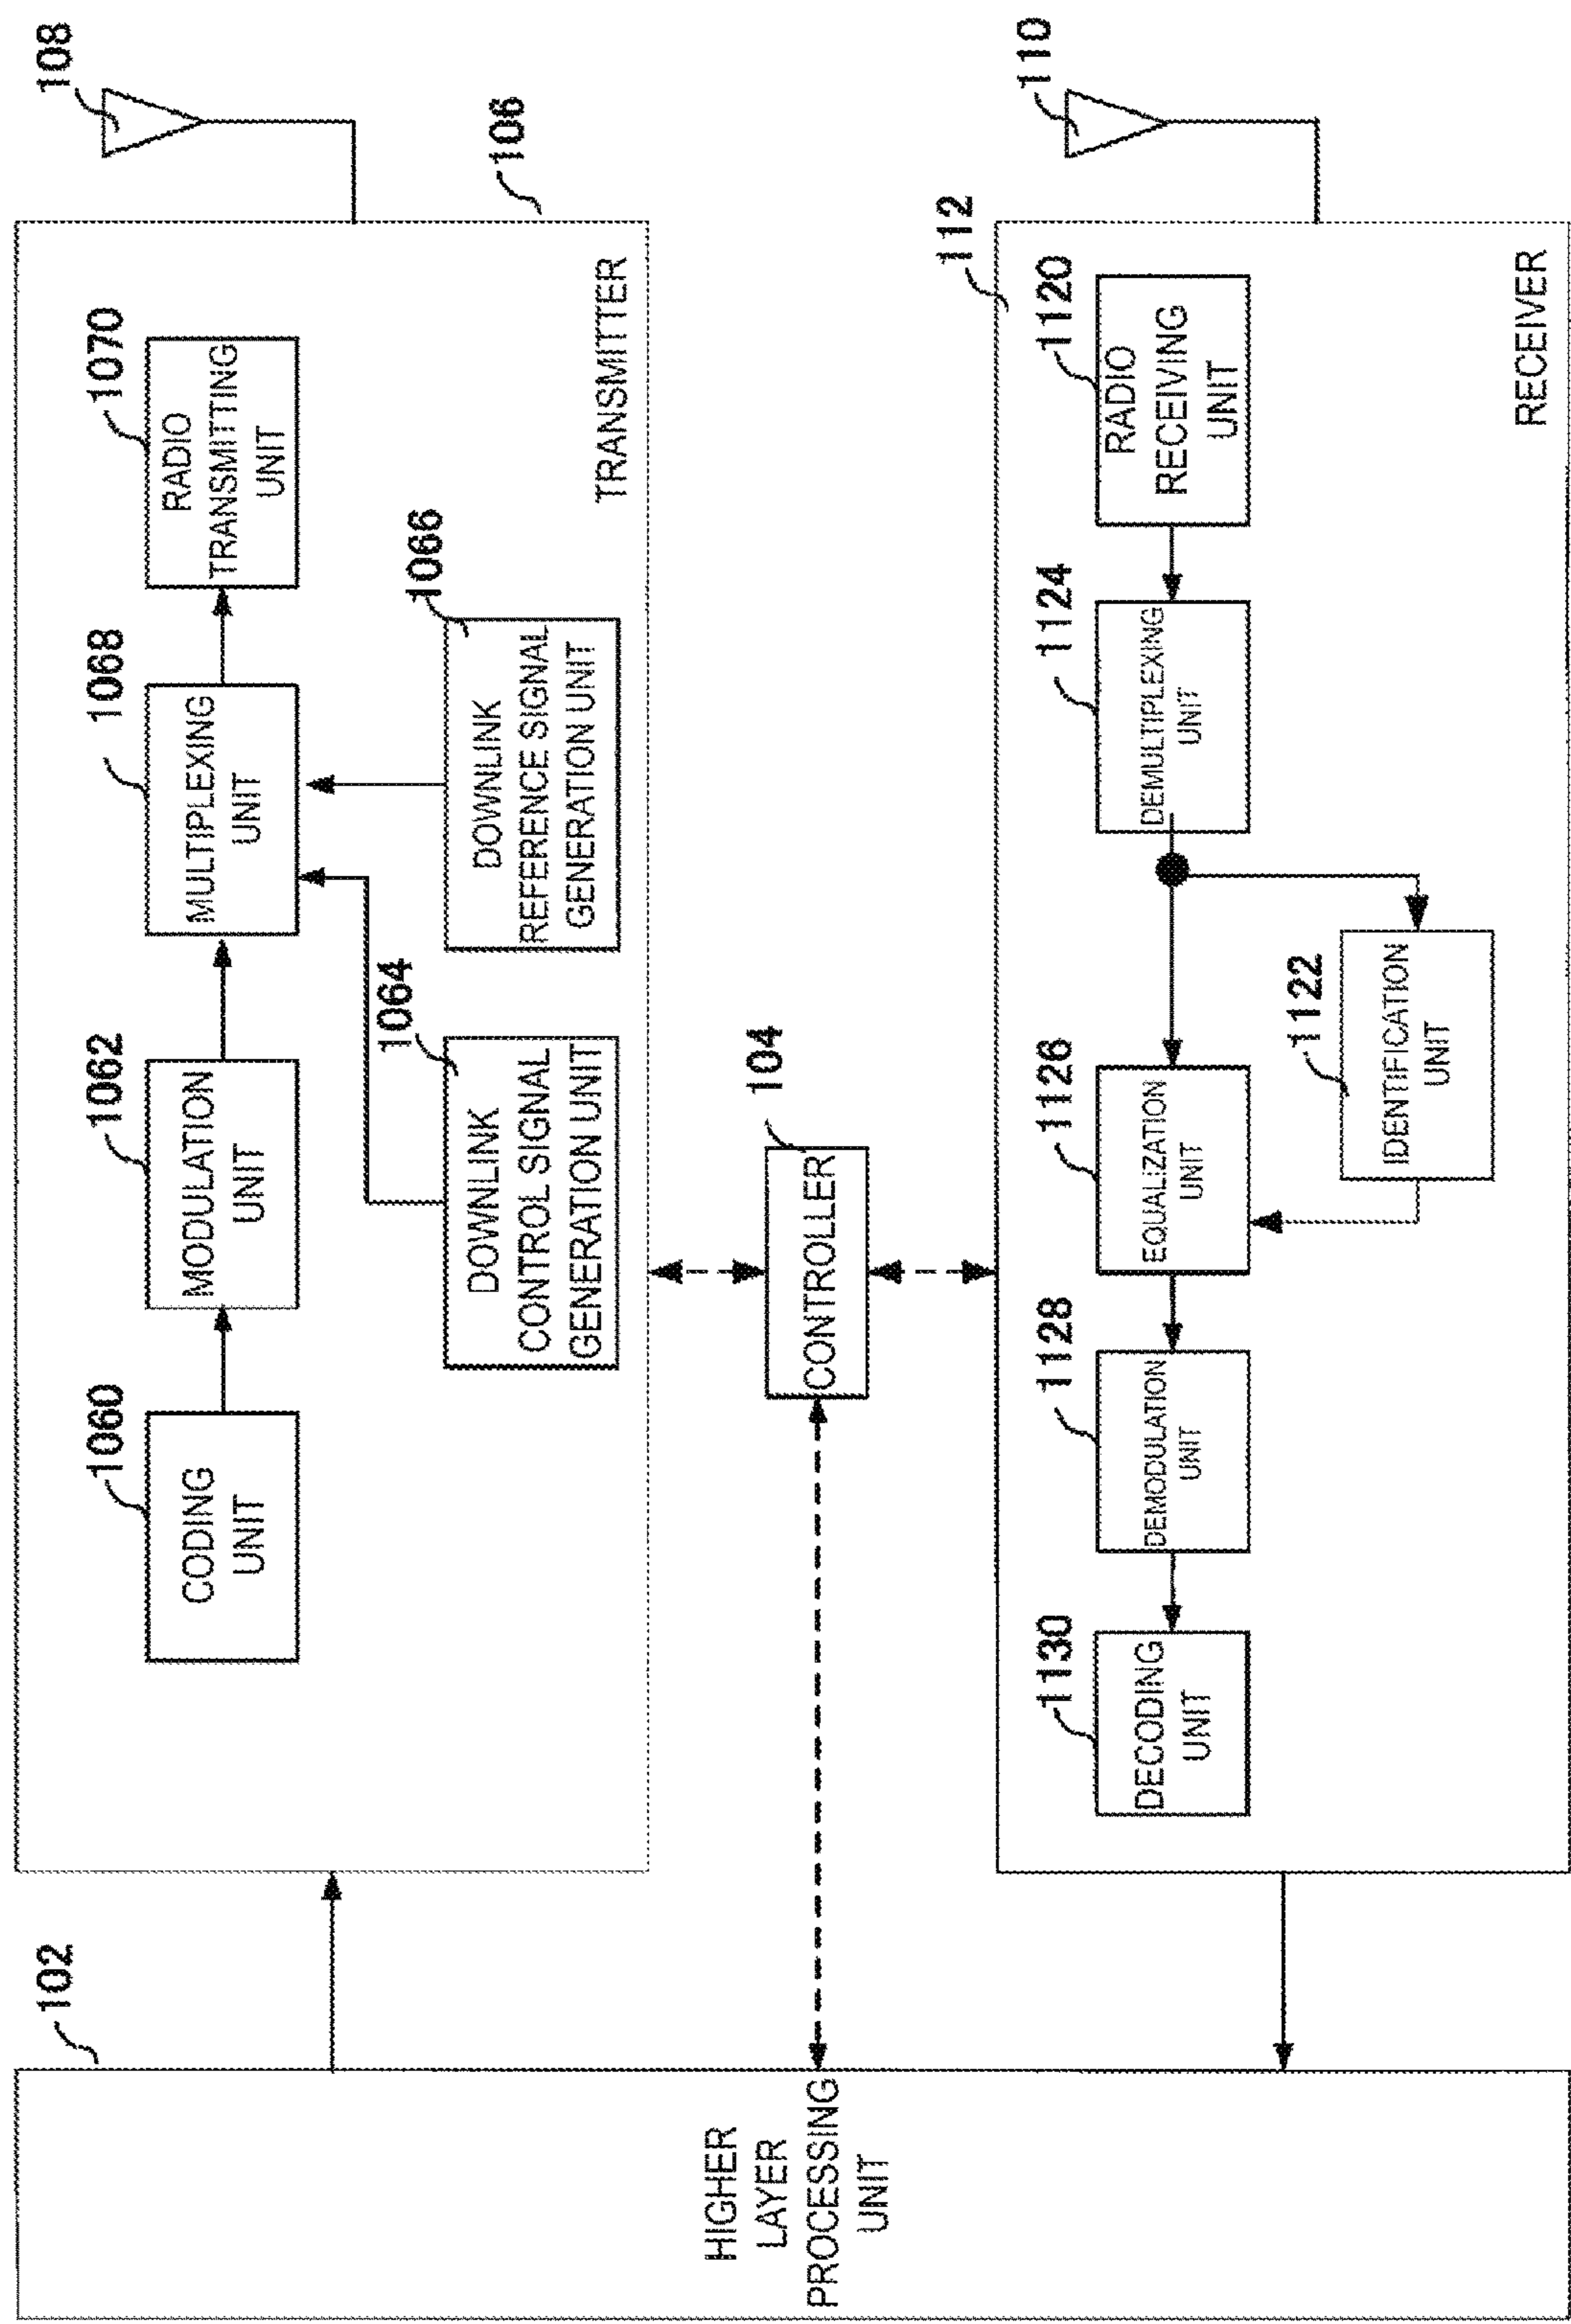 102
HIGHER
LAYER
PROCESSING
UNIT
108
106
TRANSMITTER
1060
CODING
UNIT
1062
MODULATION
UNIT
1068
MULTIPLEXING
UNIT
1070
RADIO
TRANSMITTING
UNIT
1064
DOWNLINK
CONTROL SIGNAL
GENERATION UNIT
1066
DOWNLINK
REFERENCE SIGNAL
GENERATION UNIT
104
CONTROLLER
110
112
RECEIVER
1130
DECODING
UNIT
1128
DEMODULATION
UNIT
1126
EQUALIZATION
UNIT
1124
DEMULTIPLEXING
UNIT
1120
RADIO
RECEIVING
UNIT
1122
IDENTIFICATION
UNIT